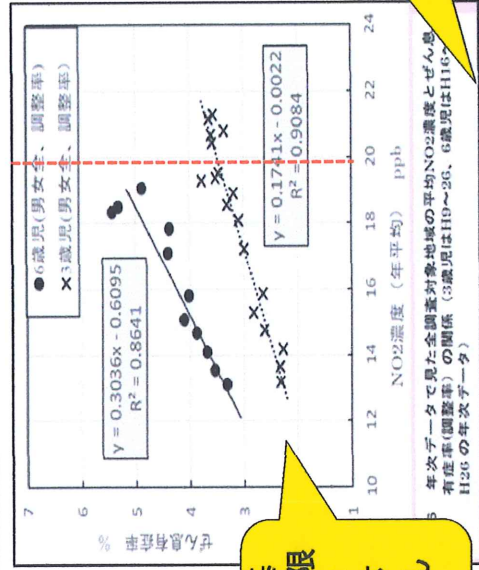 ●6歳児(男女全、調整率)
×3歳児(男女全、調整率)
y = 0.3036x - 0.6095
R² = 0.8641
y = 0.1741x - 0.0022
R² = 0.9084
ぜん息有症率 %
7
6
5
4
3
2
1
10
12
14
16
18
20
22
24
NO2濃度（年平均） ppb
年次データで見た全調査対象地域の平均NO2濃度とぜん息
有症率(調整率)の関係（3歳児はH9～26、6歳児はH16～
H26 の年次データ）
限